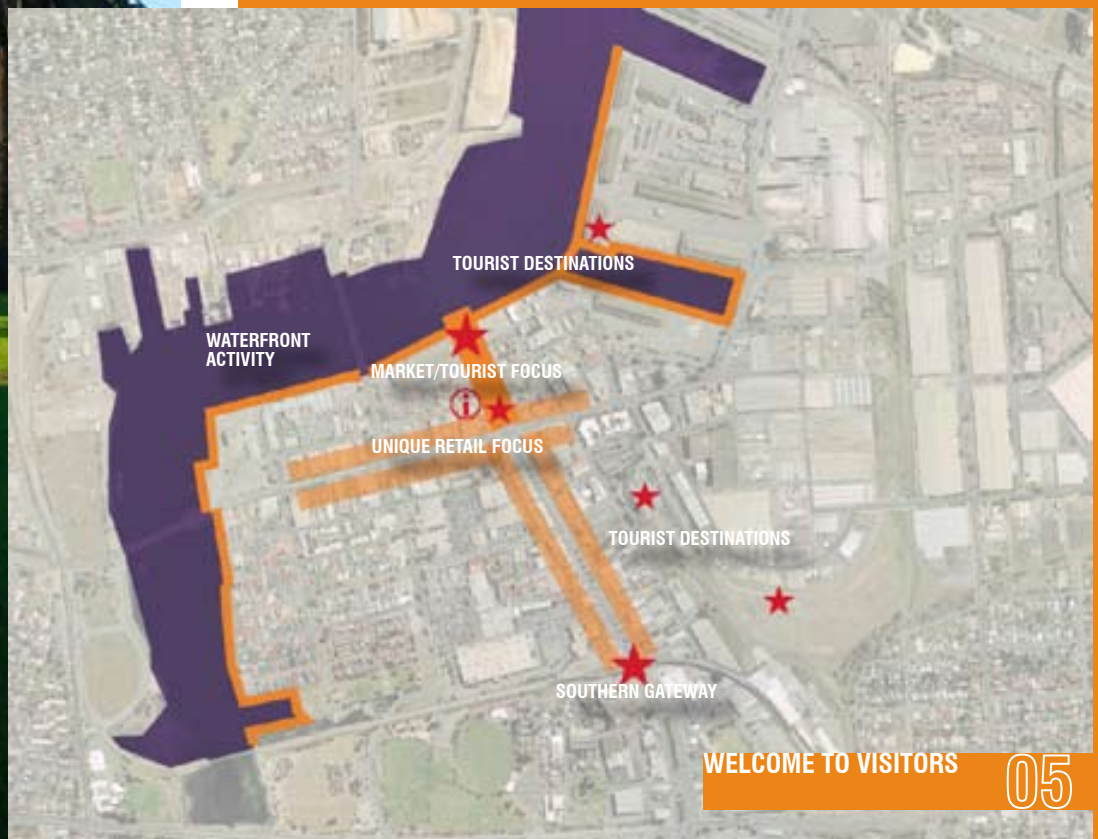 TOURIST DESTINATIONS
WATERFRONT
ACTIVITY
MARKET/TOURIST FOCUS
i
UNIQUE RETAIL FOCUS
TOURIST DESTINATIONS
SOUTHERN GATEWAY
WELCOME TO VISITORS 05